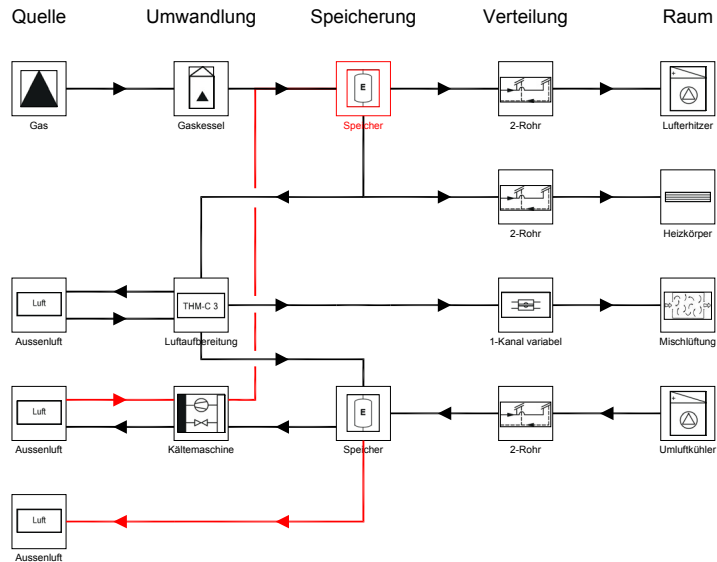 Quelle Umwandlung Speicherung Verteilung Raum
E
Gas Gaskessel Speicher 2-Rohr Lufterhitzer
2-Rohr Heizkörper
Luft THM-C 3
Aussenluft Luftaufbereitung 1-Kanal variabel Mischlüftung
Luft E
Aussenluft Kältemaschine Speicher 2-Rohr Umluftkühler
Luft
Aussenluft